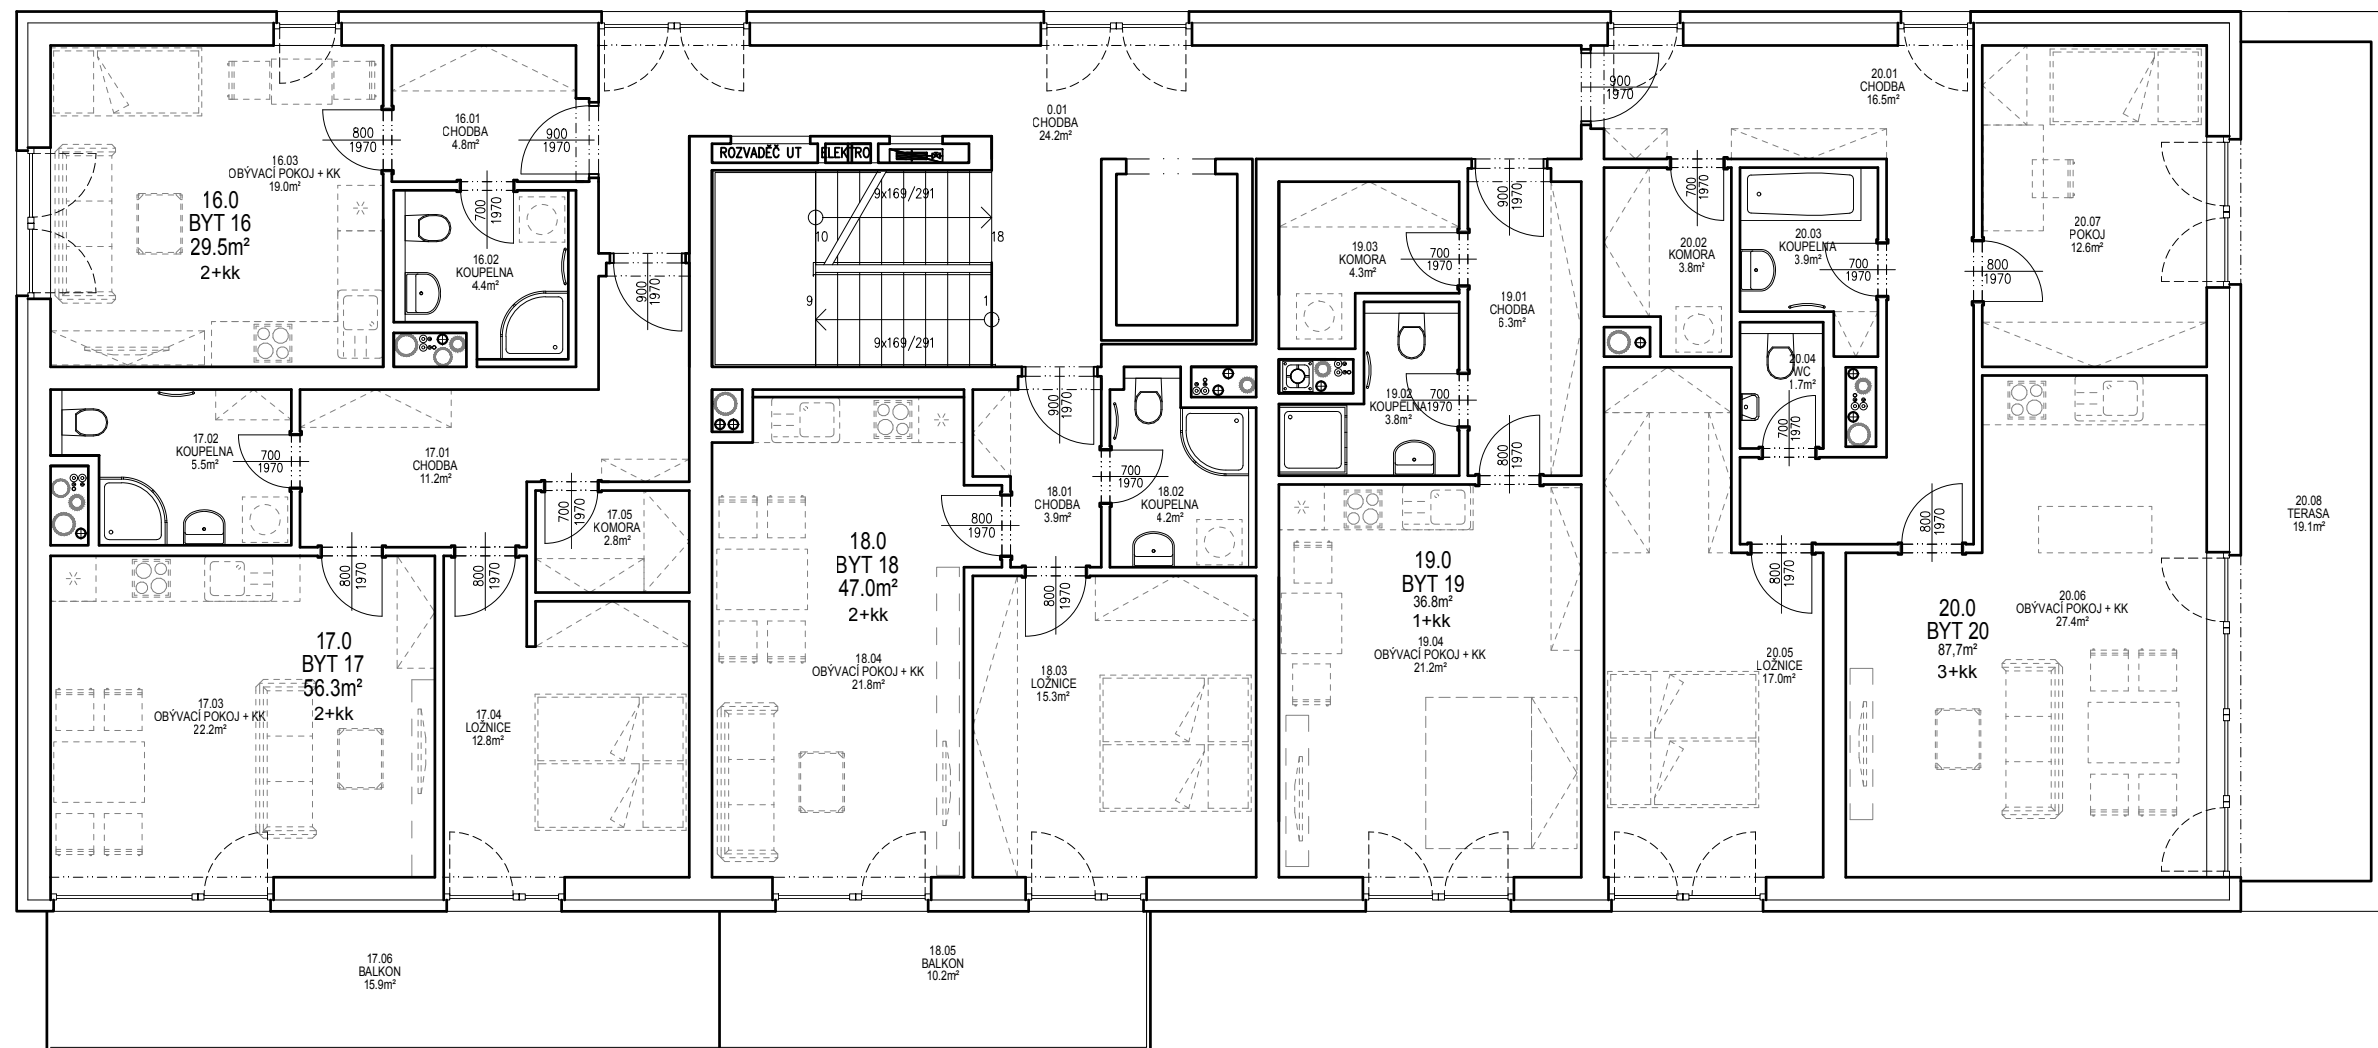 16.01
CHODBA
4.8m²
900
1970
800
1970
16.03
OBÝVACÍ POKOJ + KK
19.0m²
16.0
BYT 16
29.5m²
2+kk
700
1970
16.02
KOUPELNA
4.4m²
0.01
CHODBA
24.2m²
ROZVADĚČ UT
ELEKTRO
9x169/291
10
18
9
1
9x169/291
900
1970
900
1970
20.01
CHODBA
16.5m²
900
1970
19.03
KOMORA
4.3m²
700
1970
19.01
CHODBA
6.3m²
700
1970
20.02
KOMORA
3.8m²
20.03
KOUPELNA
3.9m²
700
1970
20.07
POKOJ
12.6m²
800
1970
20.04
WC
1.7m²
700
1970
17.02
KOUPELNA
5.5m²
700
1970
17.01
CHODBA
11.2m²
700
1970
17.05
KOMORA
2.8m²
900
1970
18.01
CHODBA
3.9m²
700
1970
18.02
KOUPELNA
4.2m²
800
1970
19.02
KOUPELNA
3.8m²
700
1970
800
1970
20.08
TERASA
19.1m²
800
1970
800
1970
800
1970
18.0
BYT 18
47.0m²
2+kk
18.04
OBÝVACÍ POKOJ + KK
21.8m²
800
1970
18.03
LOŽNICE
15.3m²
19.0
BYT 19
36.8m²
1+kk
19.04
OBÝVACÍ POKOJ + KK
21.2m²
800
1970
20.05
LOŽNICE
17.0m²
20.0
BYT 20
87,7m²
3+kk
20.06
OBÝVACÍ POKOJ + KK
27.4m²
17.0
BYT 17
56.3m²
2+kk
17.03
OBÝVACÍ POKOJ + KK
22.2m²
17.04
LOŽNICE
12.8m²
17.06
BALKON
15.9m²
18.05
BALKON
10.2m²